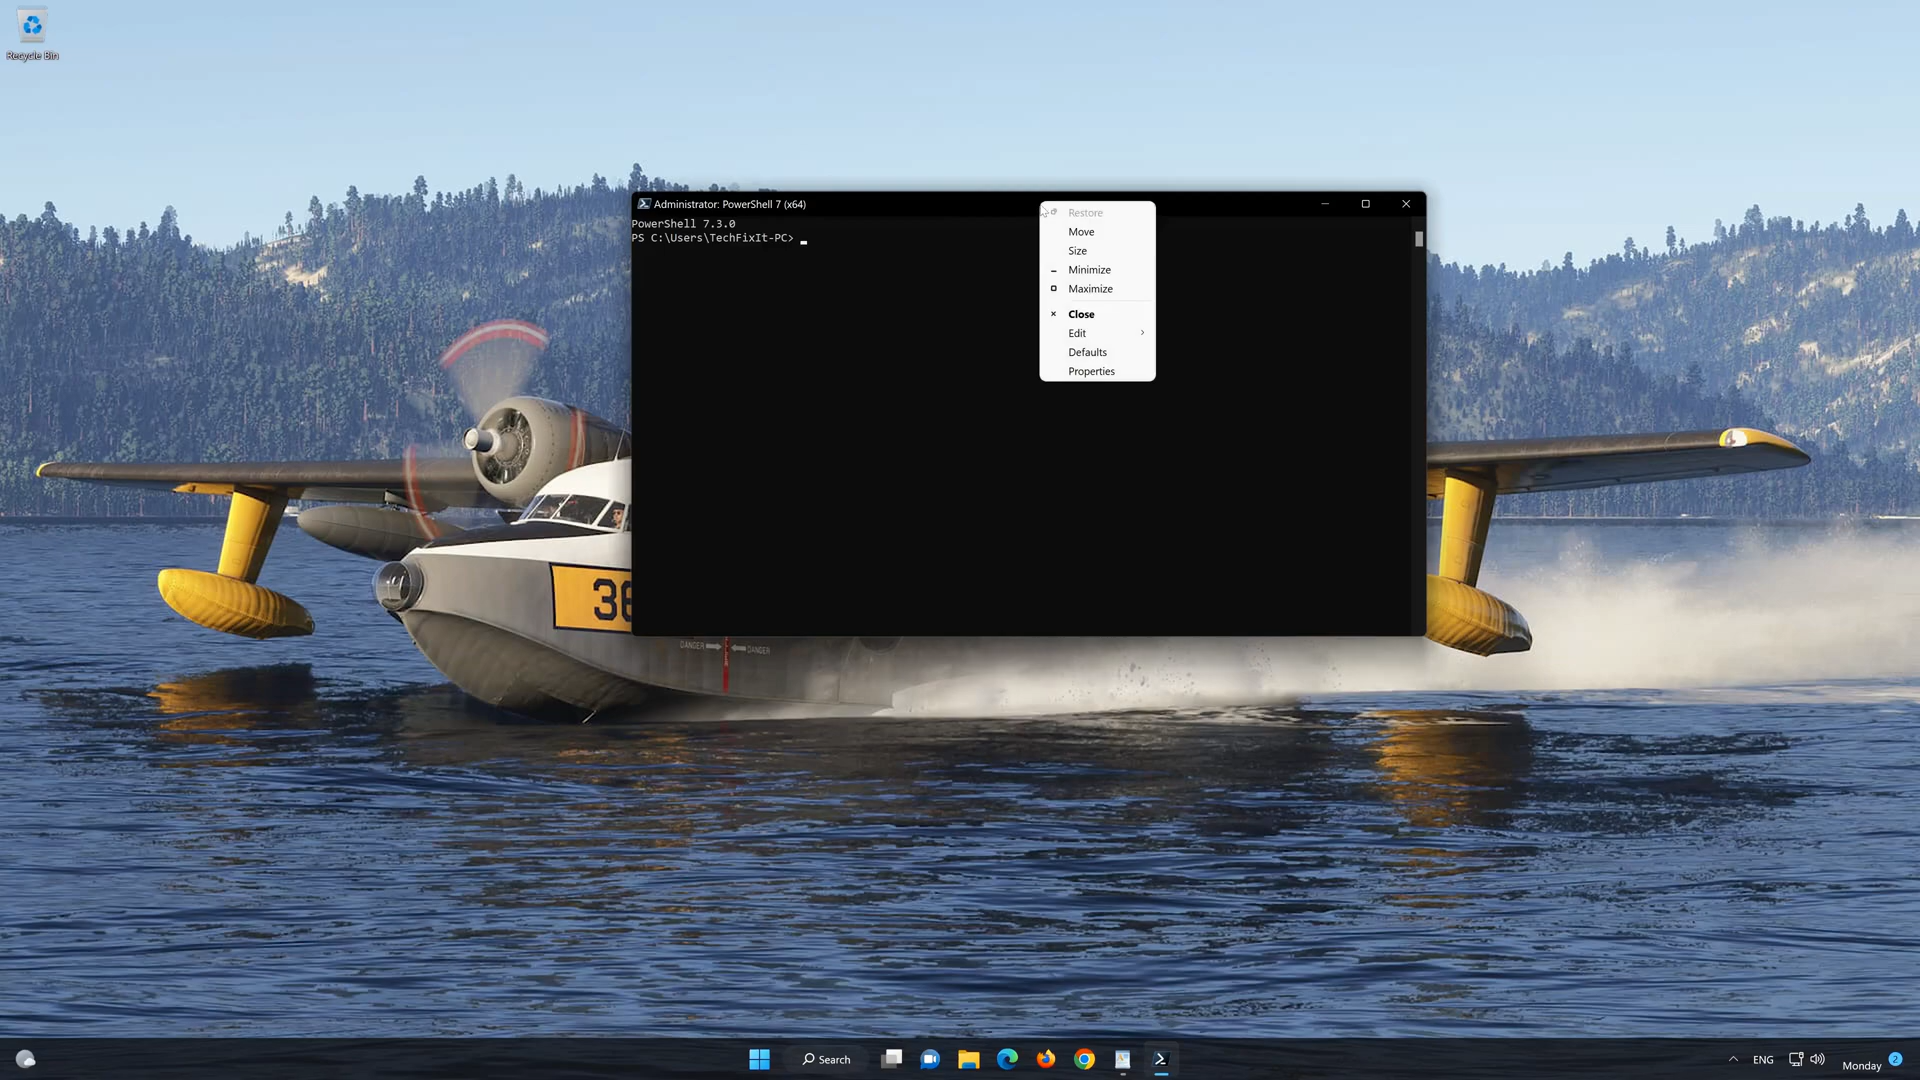 Recycle Bin
Administrator: PowerShell 7 (x64)
PowerShell 7.3.0
PS C:\Users\TechFixIt-PC>
Restore
Move
Size
Minimize
Maximize
Close
Edit
Defaults
Properties
36
DANGER
DANGER
Search
ENG
Monday
2